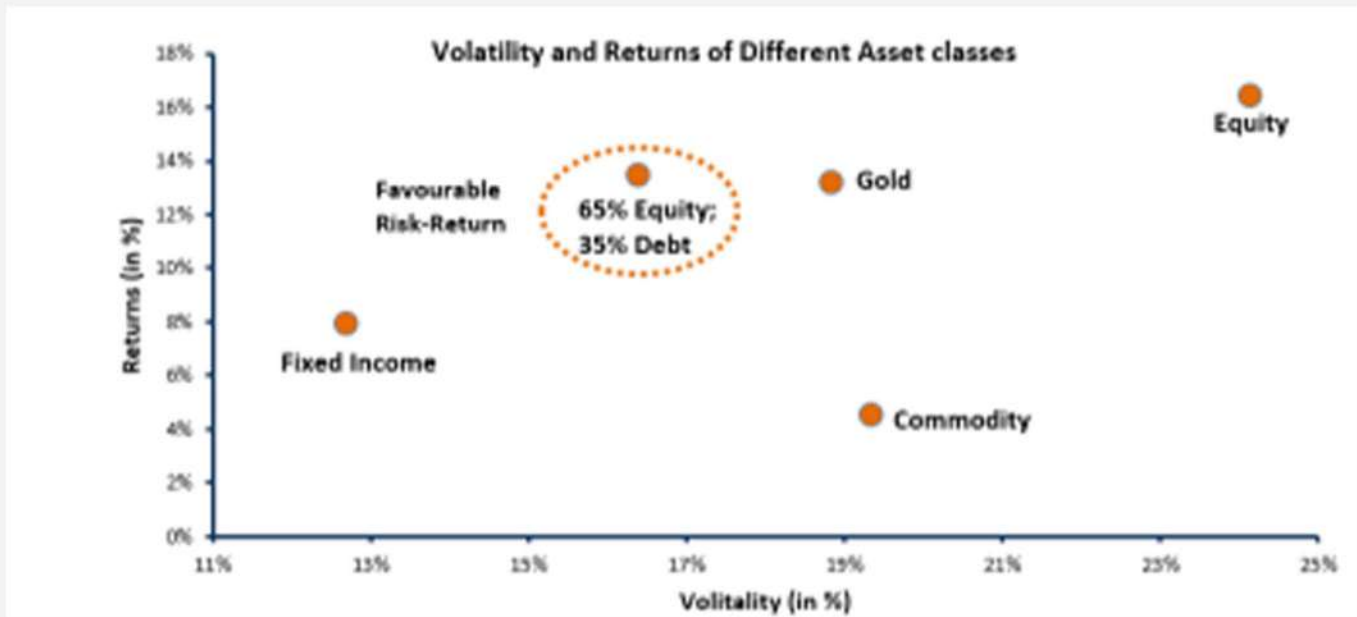 Volatility and Returns of Different Asset classes
18%
16%
14%
12%
10%
8%
6%
4%
2%
0%
Returns (in %)
Equity
Gold
Favourable
Risk-Return
65% Equity;
35% Debt
Fixed Income
Commodity
11%
13%
15%
17%
19%
21%
23%
25%
Volitality (in %)